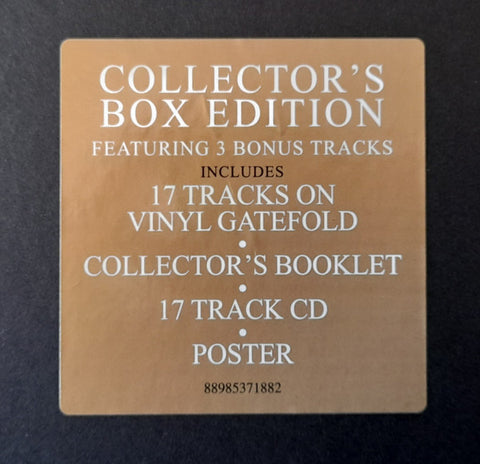 COLLECTOR'S
BOX EDITION
FEATURING 3 BONUS TRACKS
INCLUDES
17 TRACKS ON
VINYL GATEFOLD
•
COLLECTOR'S BOOKLET
•
17 TRACK CD
•
POSTER
88985371882